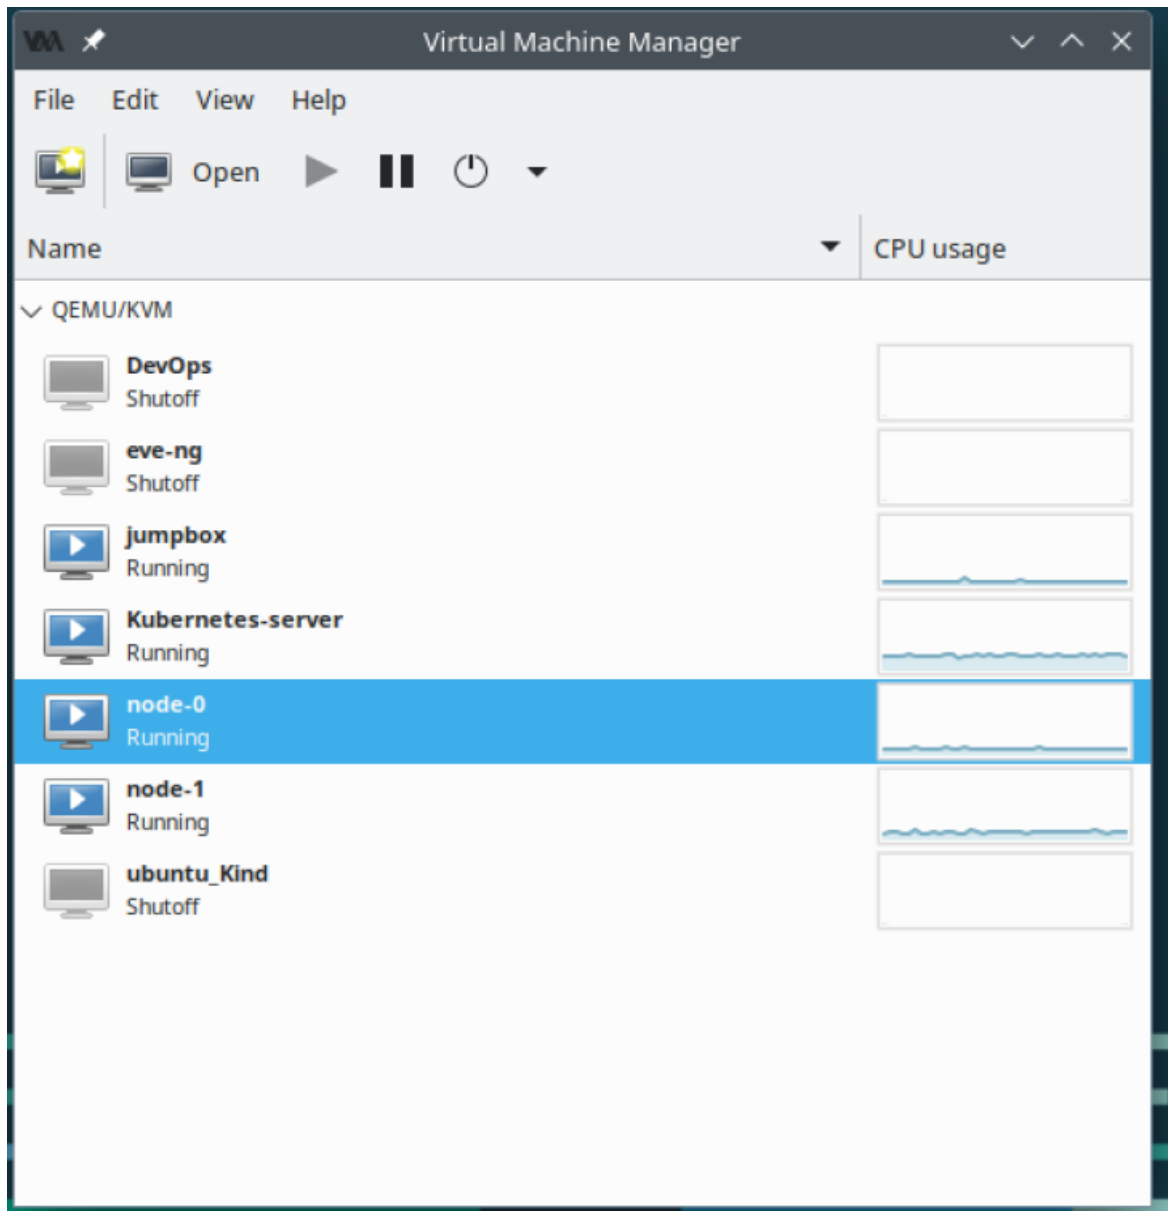 Virtual Machine Manager
File Edit View Help
Open
Name CPU usage
QEMU/KVM
DevOps
Shutoff
eve-ng
Shutoff
jumpbox
Running
Kubernetes-server
Running
node-0
Running
node-1
Running
ubuntu_Kind
Shutoff